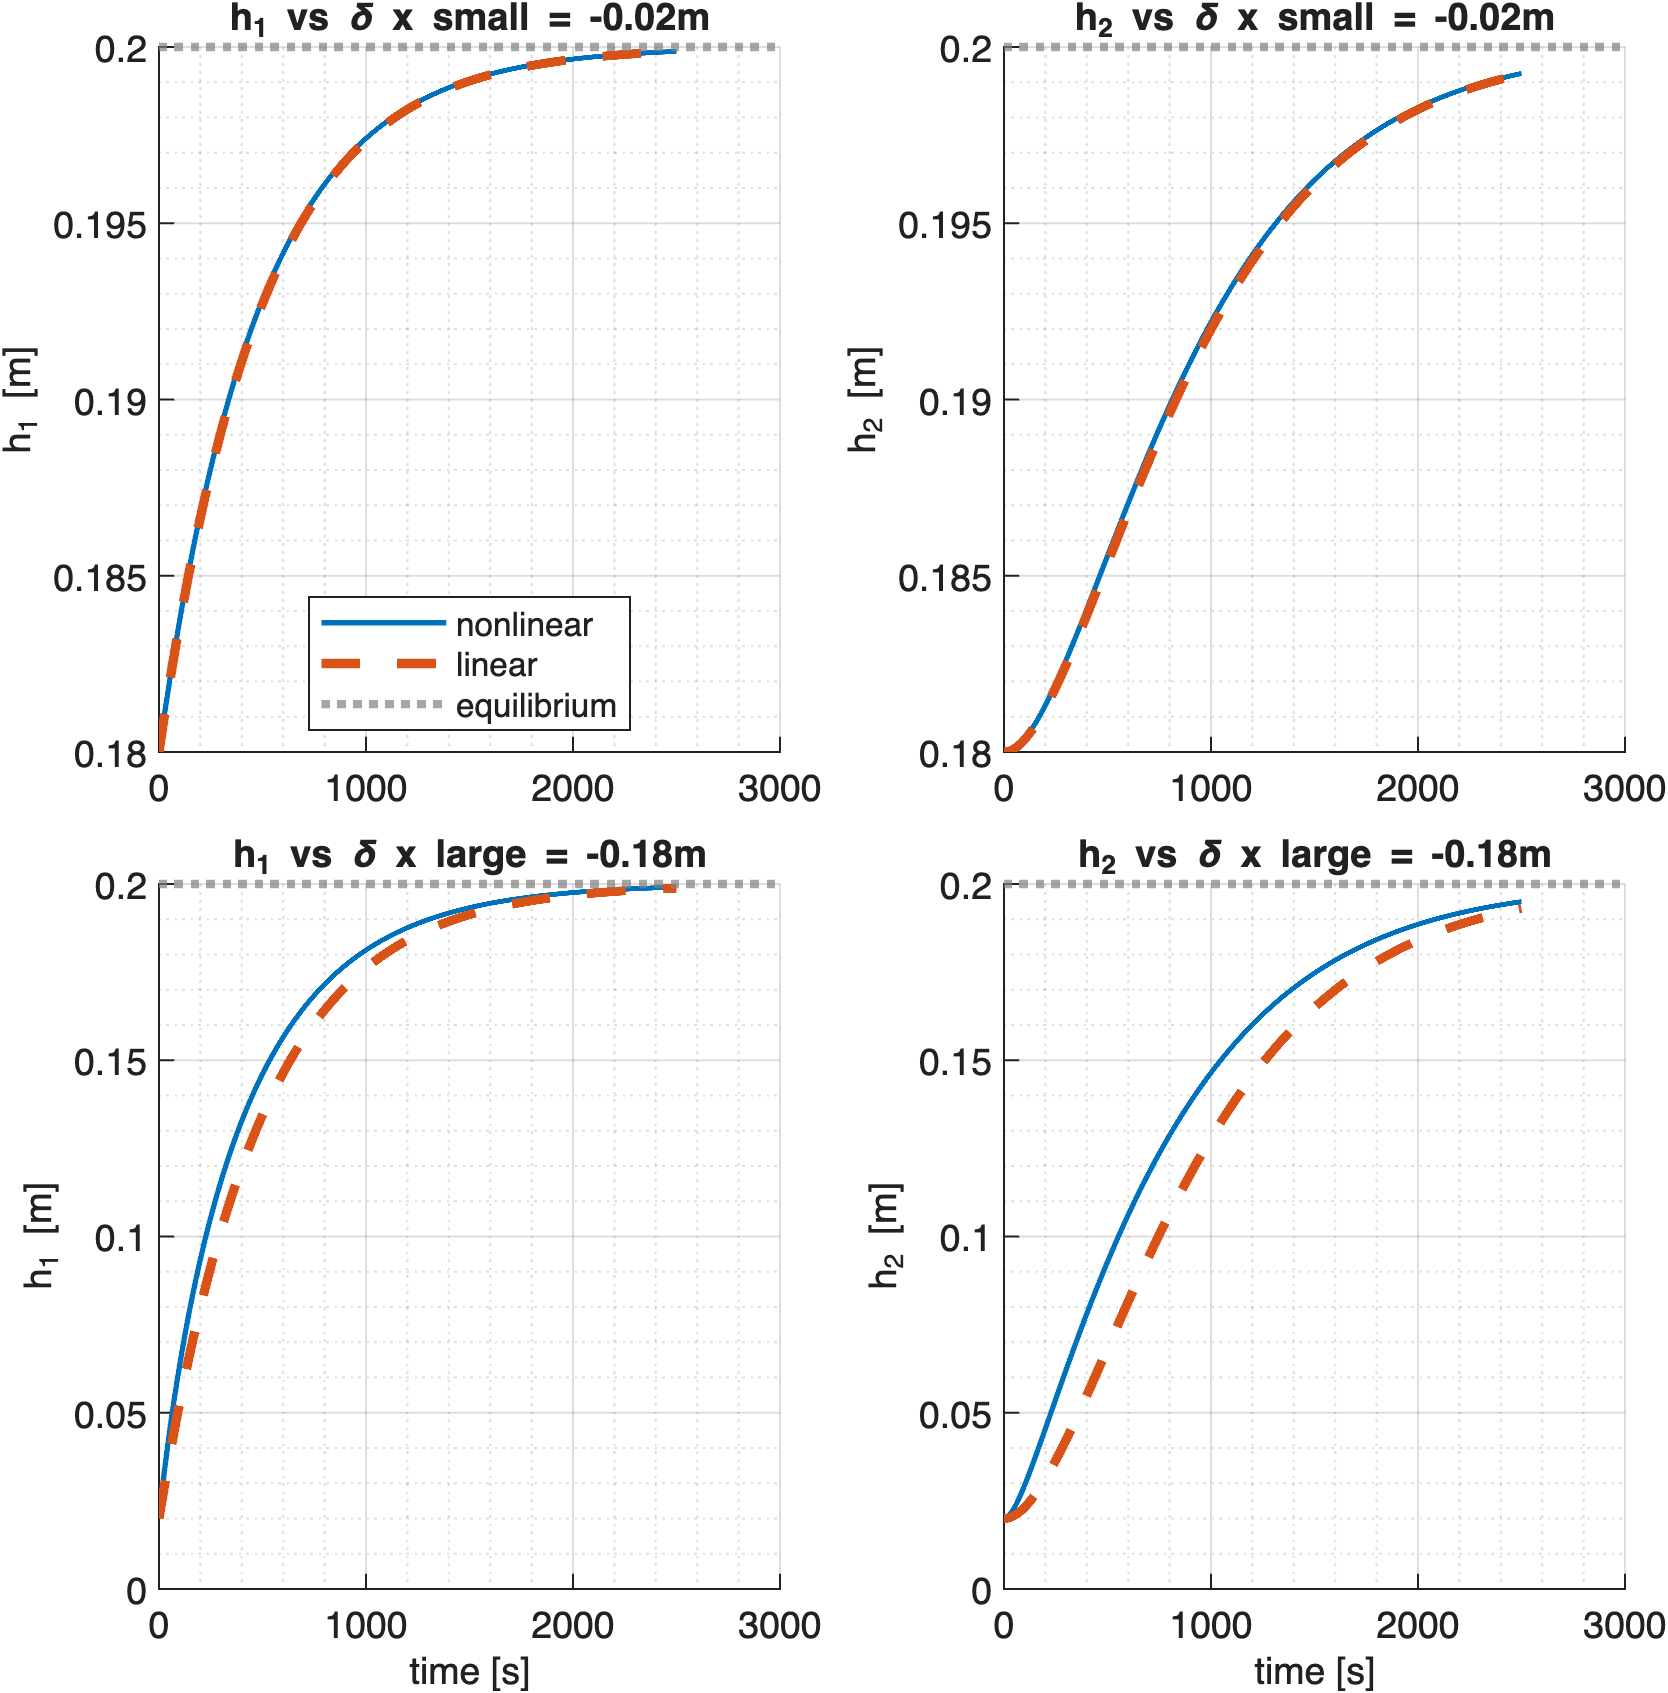 h₁ vs δ x small = -0.02m
0.2
0.195
0.19
0.185
0.18
h₁ [m]
0 1000 2000 3000
nonlinear
linear
equilibrium
h₂ vs δ x small = -0.02m
0.2
0.195
0.19
0.185
0.18
h₂ [m]
0 1000 2000 3000
h₁ vs δ x large = -0.18m
0.2
0.15
0.1
0.05
0
h₁ [m]
0 1000 2000 3000
time [s]
h₂ vs δ x large = -0.18m
0.2
0.15
0.1
0.05
0
h₂ [m]
0 1000 2000 3000
time [s]